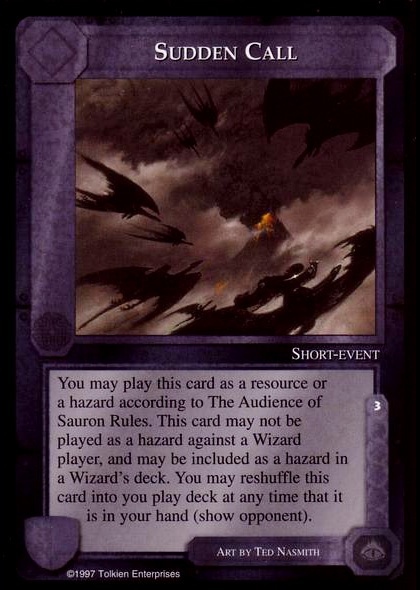 Sudden Call
Short-event
You may play this card as a resource or
a hazard according to The Audience of
Sauron Rules. This card may not be
played as a hazard against a Wizard
player, and may be included as a hazard in
a Wizard's deck. You may reshuffle this
card into you play deck at any time that it
is in your hand (show opponent).
3
Art by Ted Nasmith
©1997 Tolkien Enterprises